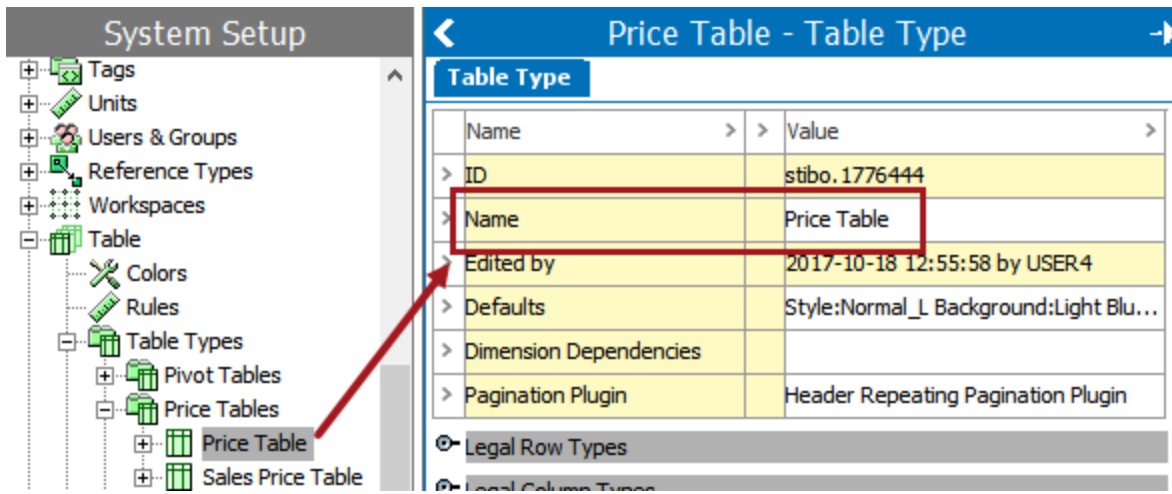 System Setup
Tags
Units
Users & Groups
Reference Types
Workspaces
Table
Colors
Rules
Table Types
Pivot Tables
Price Tables
Price Table
Sales Price Table
Price Table - Table Type
Table Type
Name > > Value >
> ID stibo.1776444
> Name Price Table
> Edited by 2017-10-18 12:55:58 by USER4
> Defaults Style:Normal_L Background:Light Blu...
> Dimension Dependencies
> Pagination Plugin Header Repeating Pagination Plugin
Legal Row Types
Legal Column Types